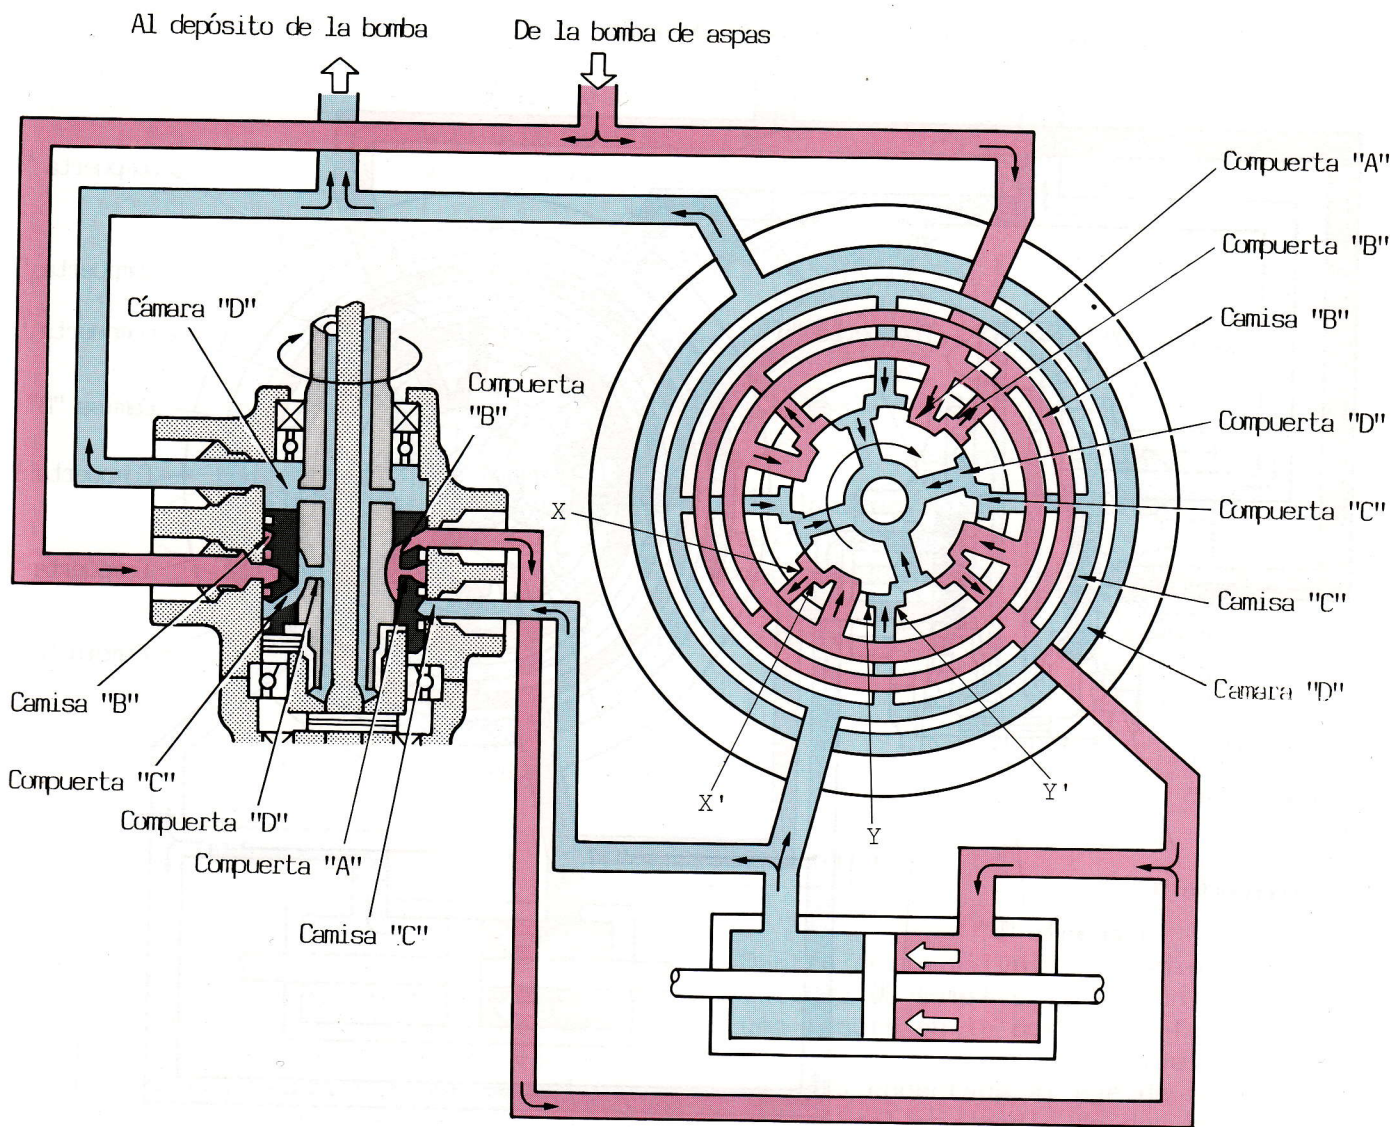 Al depósito de la bomba
De la bomba de aspas
Compuerta "A"
Compuerta "B"
Camisa "B"
Compuerta "D"
Compuerta "C"
Camisa "C"
Camara "D"
Cámara "D"
Compuerta
"B"
X
X'
Y
Y'
Camisa "B"
Compuerta "C"
Compuerta "D"
Compuerta "A"
Camisa "C"